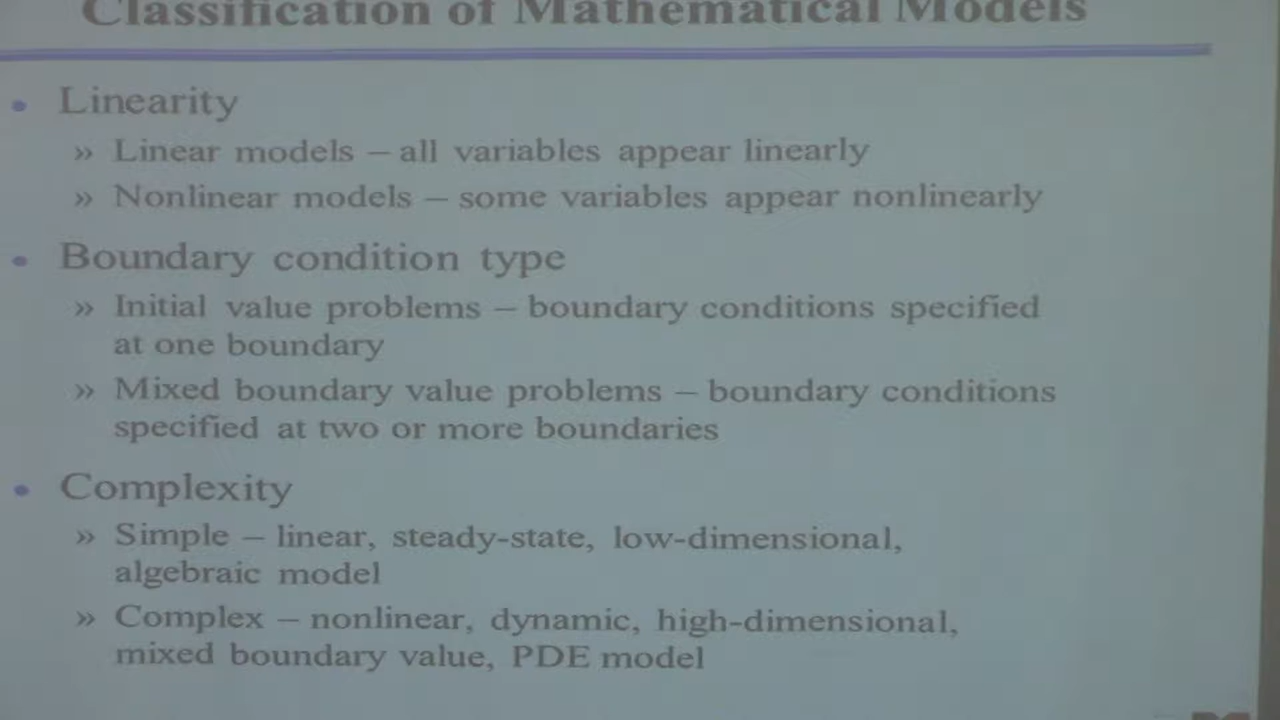 Classification of Mathematical Models
• Linearity
» Linear models – all variables appear linearly
» Nonlinear models – some variables appear nonlinearly
• Boundary condition type
» Initial value problems – boundary conditions specified
at one boundary
» Mixed boundary value problems – boundary conditions
specified at two or more boundaries
• Complexity
» Simple – linear, steady-state, low-dimensional,
algebraic model
» Complex – nonlinear, dynamic, high-dimensional,
mixed boundary value, PDE model